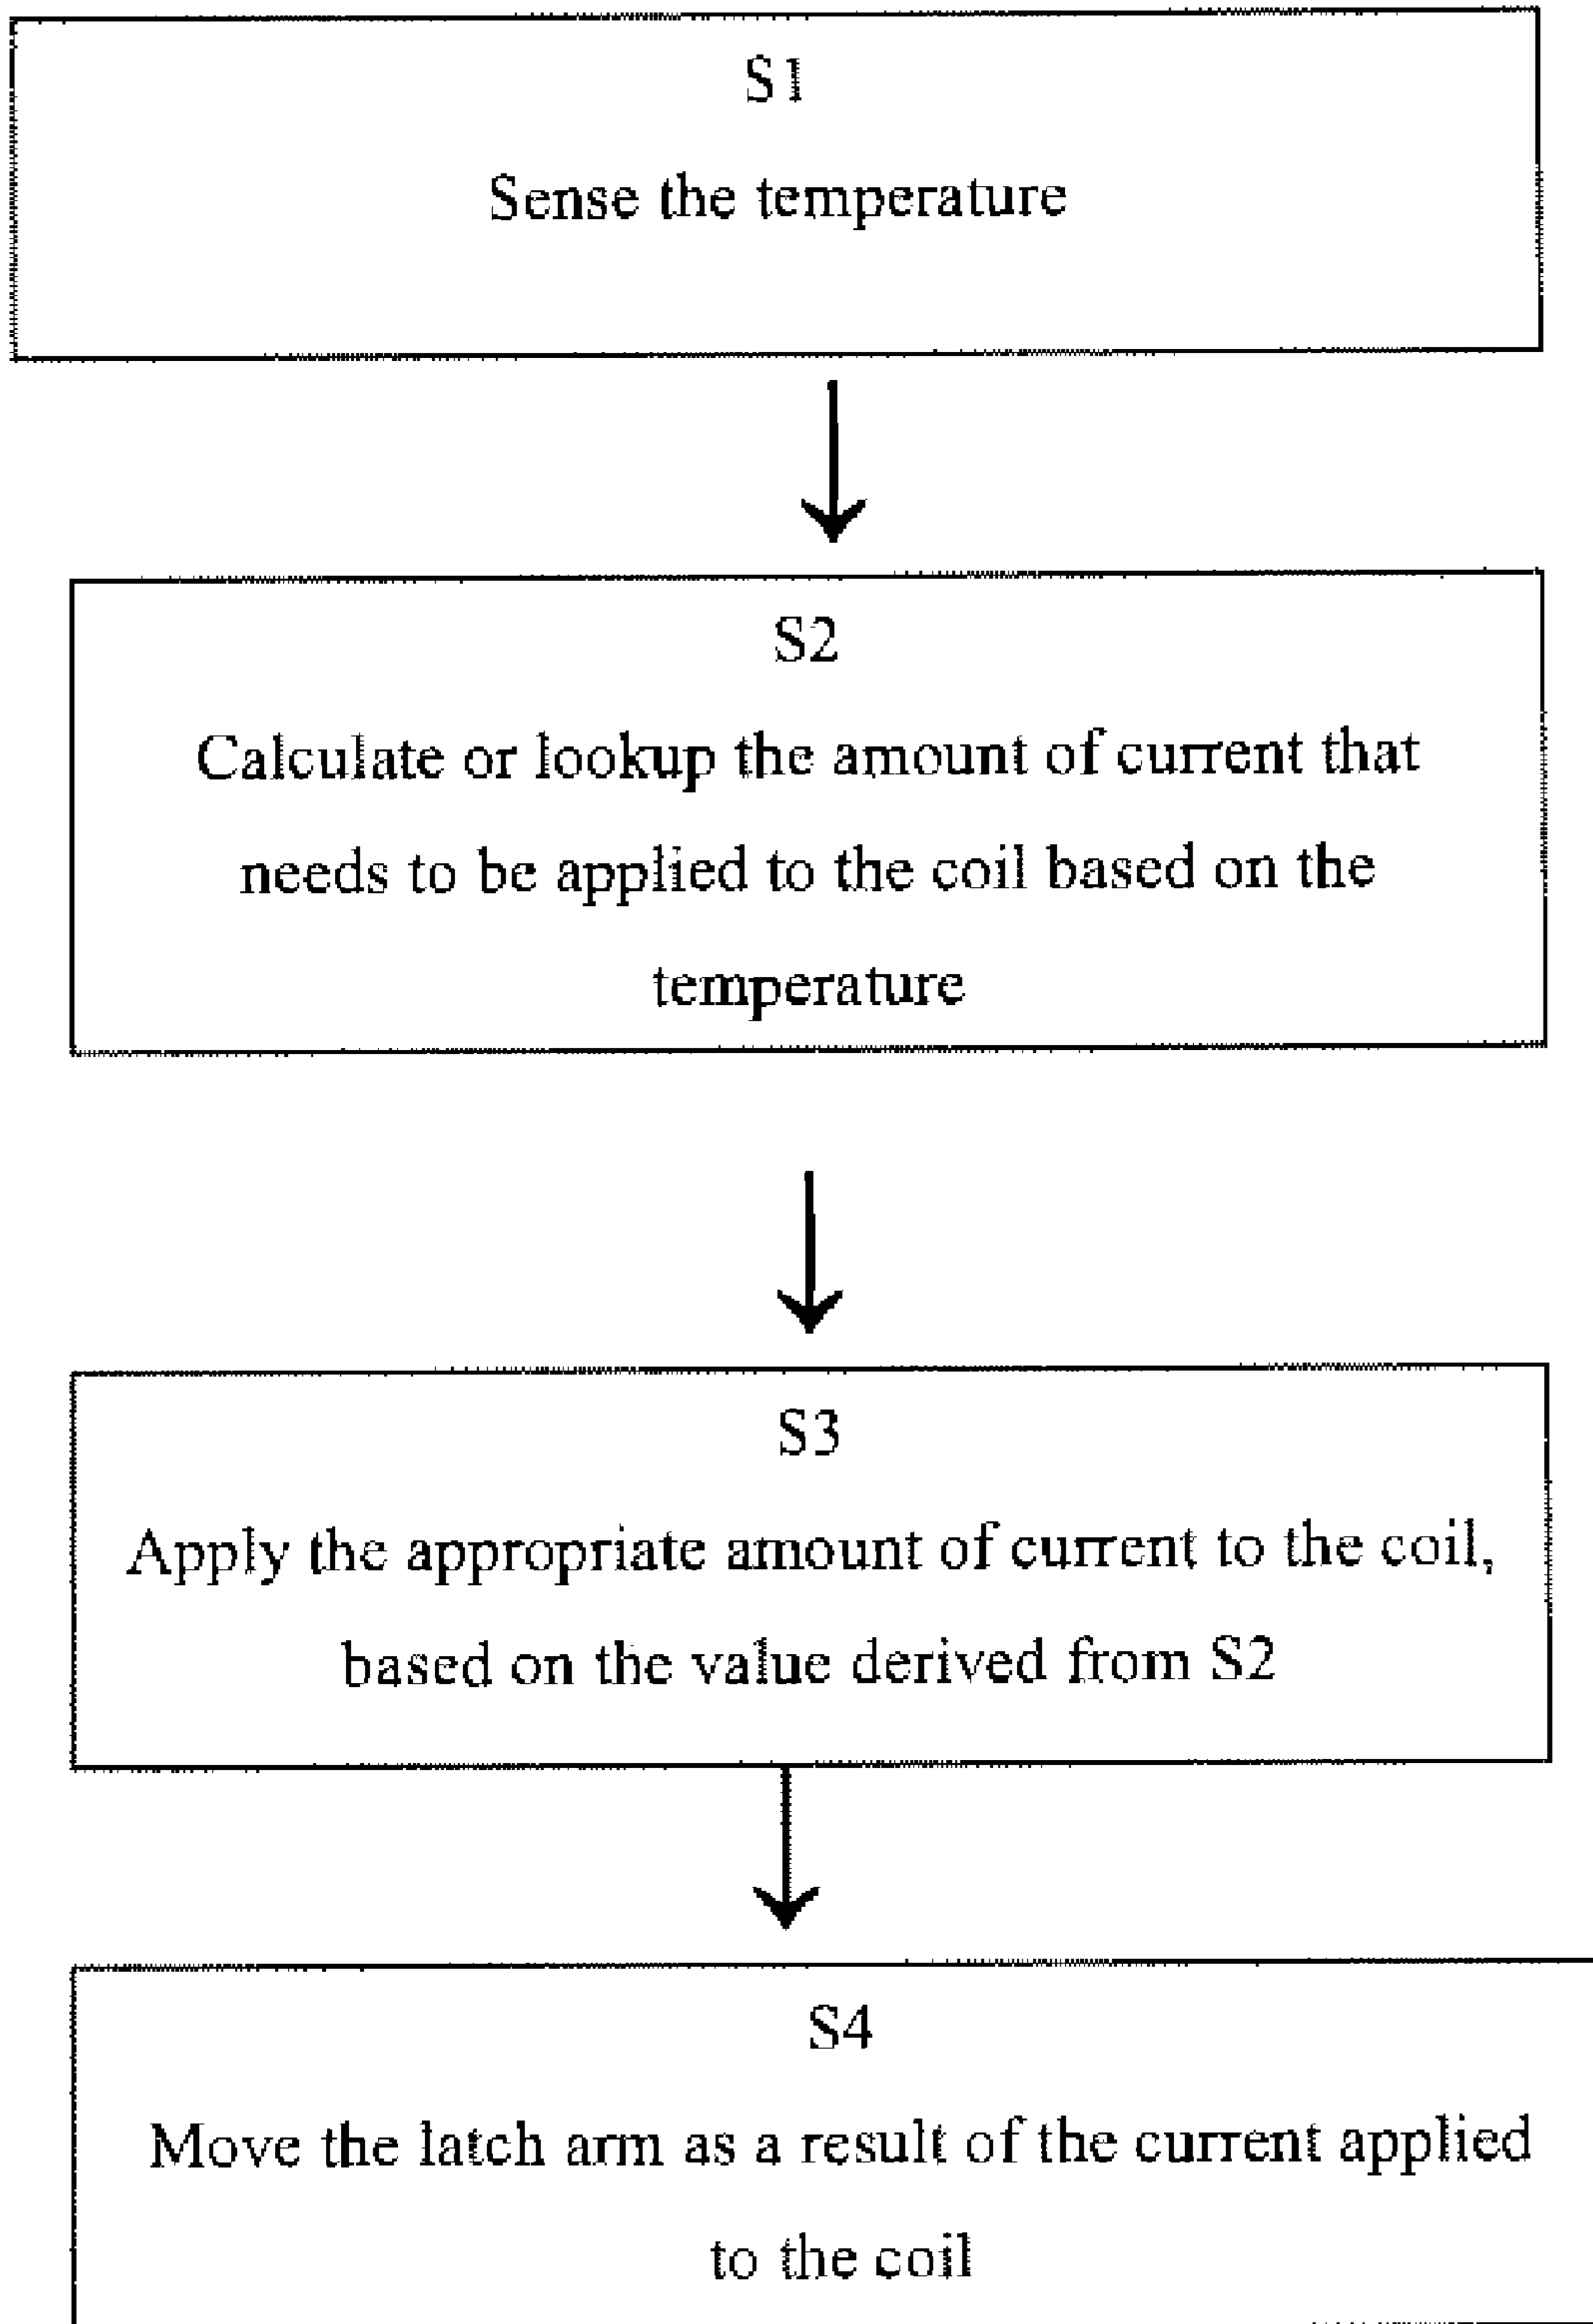 S1
Sense the temperature
S2
Calculate or lookup the amount of current that
needs to be applied to the coil based on the
temperature
S3
Apply the appropriate amount of current to the coil,
based on the value derived from S2
S4
Move the latch arm as a result of the current applied
to the coil